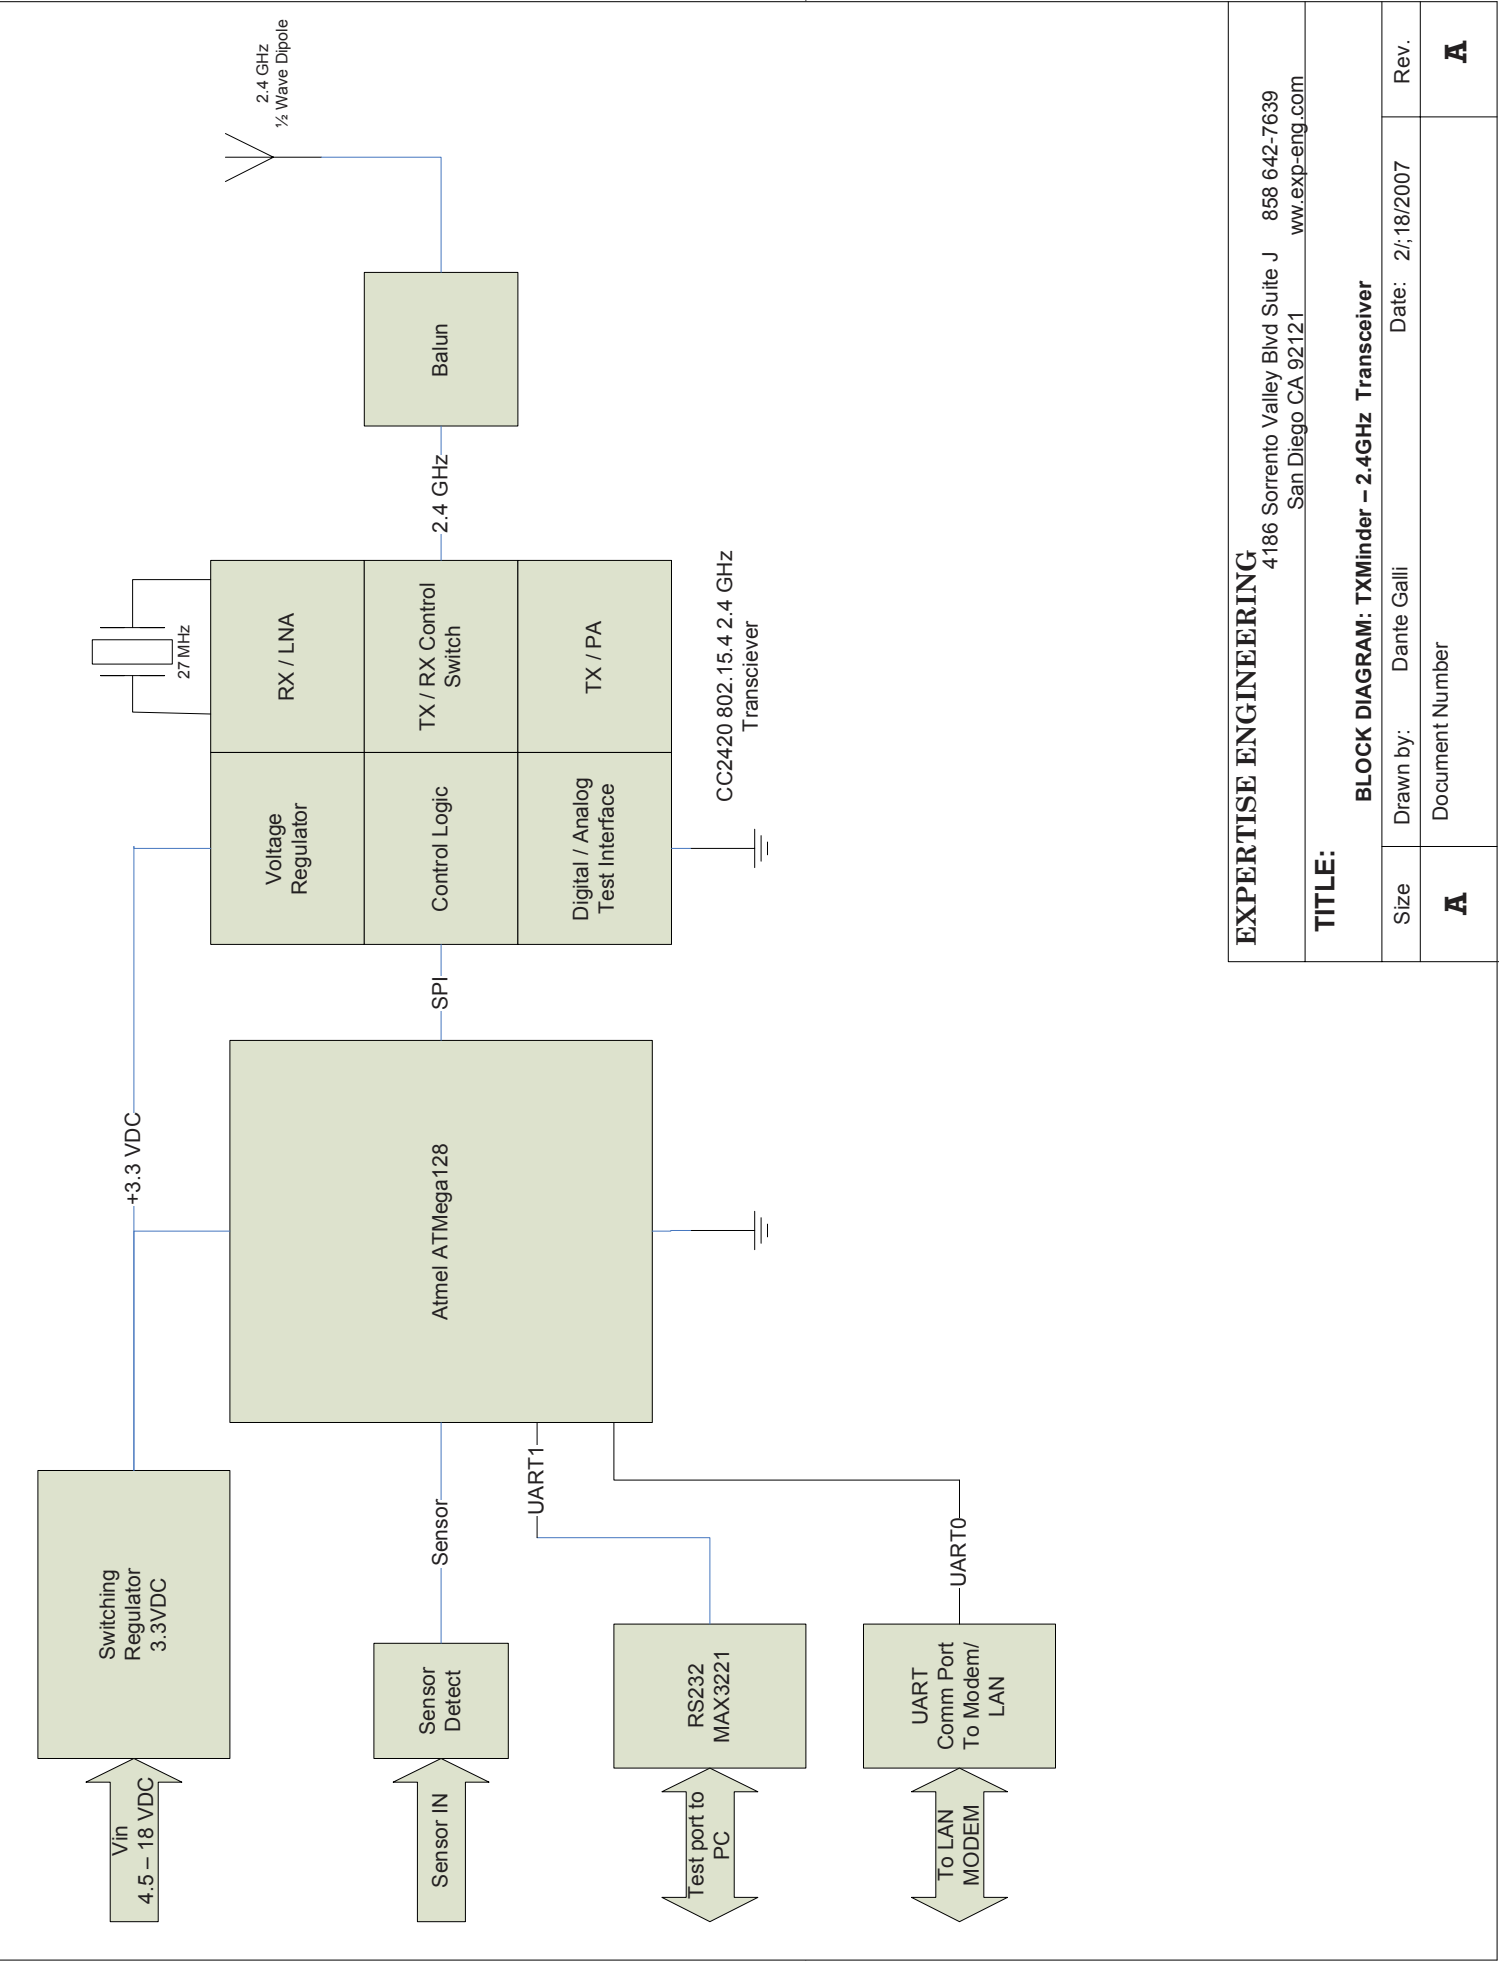 Vin
4.5 – 18 VDC
Switching
Regulator
3.3VDC
+3.3 VDC
Sensor IN
Sensor
Detect
Sensor
Test port to
PC
RS232
MAX3221
UART1
To LAN
MODEM
UART
Comm Port
To Modem/
LAN
UART0
Atmel ATMega128
SPI
Voltage
Regulator
Control Logic
Digital / Analog
Test Interface
27 MHz
RX / LNA
TX / RX Control
Switch
TX / PA
CC2420 802.15.4 2.4 GHz
Transciever
2.4 GHz
Balun
2.4 GHz
½ Wave Dipole
EXPERTISE ENGINEERING
4186 Sorrento Valley Blvd Suite J 858 642-7639
San Diego CA 92121 ww.exp-eng.com
TITLE:
BLOCK DIAGRAM: TXMinder – 2.4GHz Transceiver
Size Drawn by: Dante Galli Date: 2/;18/2007 Rev.
A Document Number A